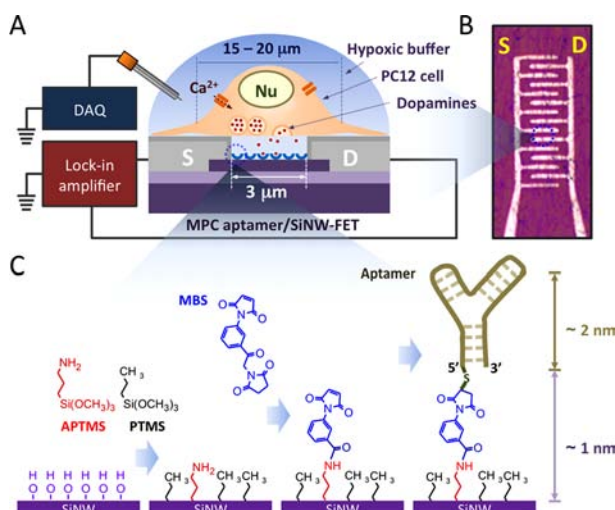 A
B
15 – 20 μm
Hypoxic buffer
PC12 cell
Dopamines
Ca2+
Nu
DAQ
Lock-in
amplifier
S
D
3 μm
MPC aptamer/SiNW-FET
S
D
C
Aptamer
MBS
~ 2 nm
5’
3’
S
~ 1 nm
NH2
CH3
Si(OCH3)3
Si(OCH3)3
APTMS
PTMS
O
N
O
O
O
N
O
O
N
O
O
NH
O
N
O
O
NH
H H H H H H
O O O O O O
NH2
CH3
CH3
CH3
CH3
CH3
CH3
CH3
CH3
CH3
SiNW
SiNW
SiNW
SiNW